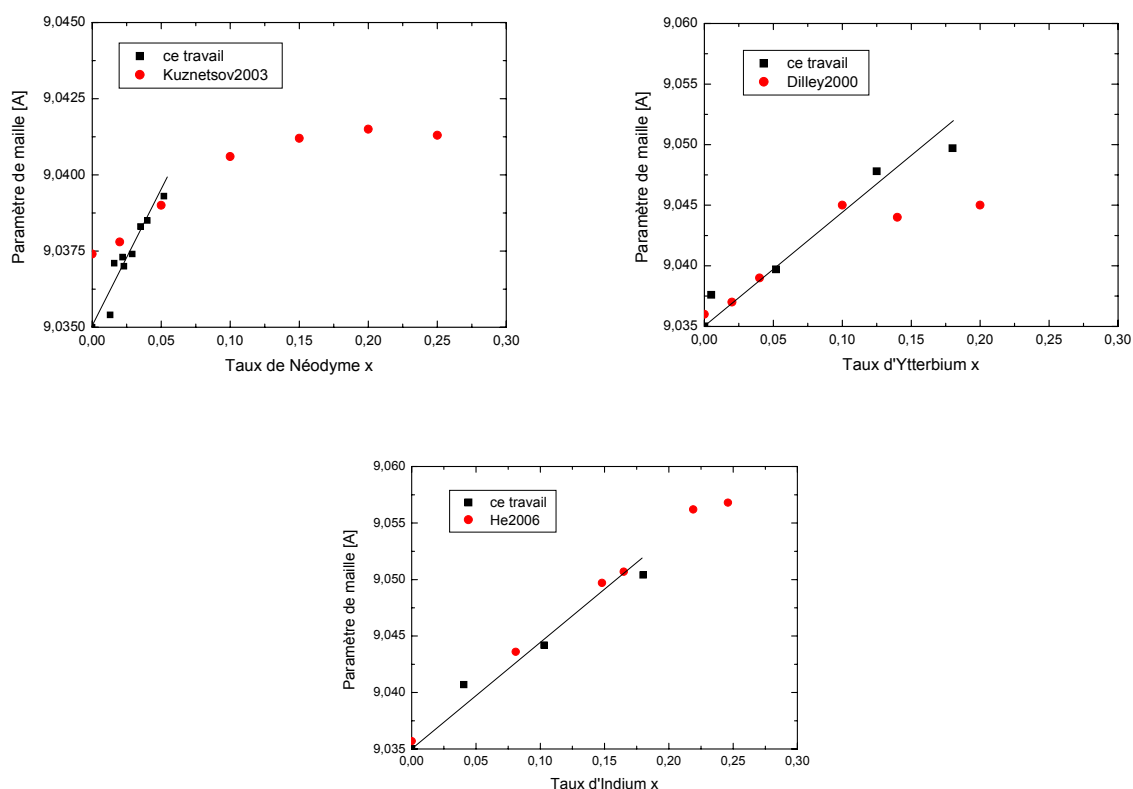 9,0450
9,0425
9,0400
9,0375
9,0350
0,00 0,05 0,10 0,15 0,20 0,25 0,30
Paramètre de maille [A]
Taux de Néodyme x
ce travail
Kuznetsov2003
9,060
9,055
9,050
9,045
9,040
9,035
0,00 0,05 0,10 0,15 0,20 0,25 0,30
Paramètre de maille [A]
Taux d'Ytterbium x
ce travail
Dilley2000
9,060
9,055
9,050
9,045
9,040
9,035
0,00 0,05 0,10 0,15 0,20 0,25 0,30
Paramètre de maille [A]
Taux d'Indium x
ce travail
He2006